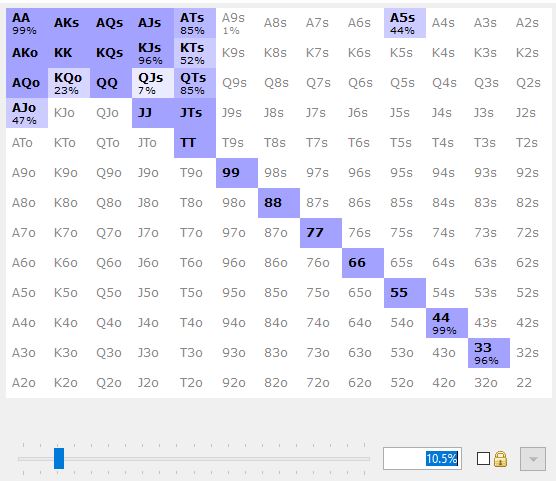 AA AKs AQs AJs ATs A9s A8s A7s A6s A5s A4s A3s A2s
99% 85% 1% 44%
AKo KK KQs KJs KTs K9s K8s K7s K6s K5s K4s K3s K2s
96% 52%
AQo KQo QQ QJs QTs Q9s Q8s Q7s Q6s Q5s Q4s Q3s Q2s
23% 7% 85%
AJo KJo QJo JJ JTs J9s J8s J7s J6s J5s J4s J3s J2s
47%
ATo KTo QTo JTo TT T9s T8s T7s T6s T5s T4s T3s T2s
A9o K9o Q9o J9o T9o 99 98s 97s 96s 95s 94s 93s 92s
A8o K8o Q8o J8o T8o 98o 88 87s 86s 85s 84s 83s 82s
A7o K7o Q7o J7o T7o 97o 87o 77 76s 75s 74s 73s 72s
A6o K6o Q6o J6o T6o 96o 86o 76o 66 65s 64s 63s 62s
A5o K5o Q5o J5o T5o 95o 85o 75o 65o 55 54s 53s 52s
A4o K4o Q4o J4o T4o 94o 84o 74o 64o 54o 44 43s 42s
99%
A3o K3o Q3o J3o T3o 93o 83o 73o 63o 53o 43o 33 32s
96%
A2o K2o Q2o J2o T2o 92o 82o 72o 62o 52o 42o 32o 22
10.5%